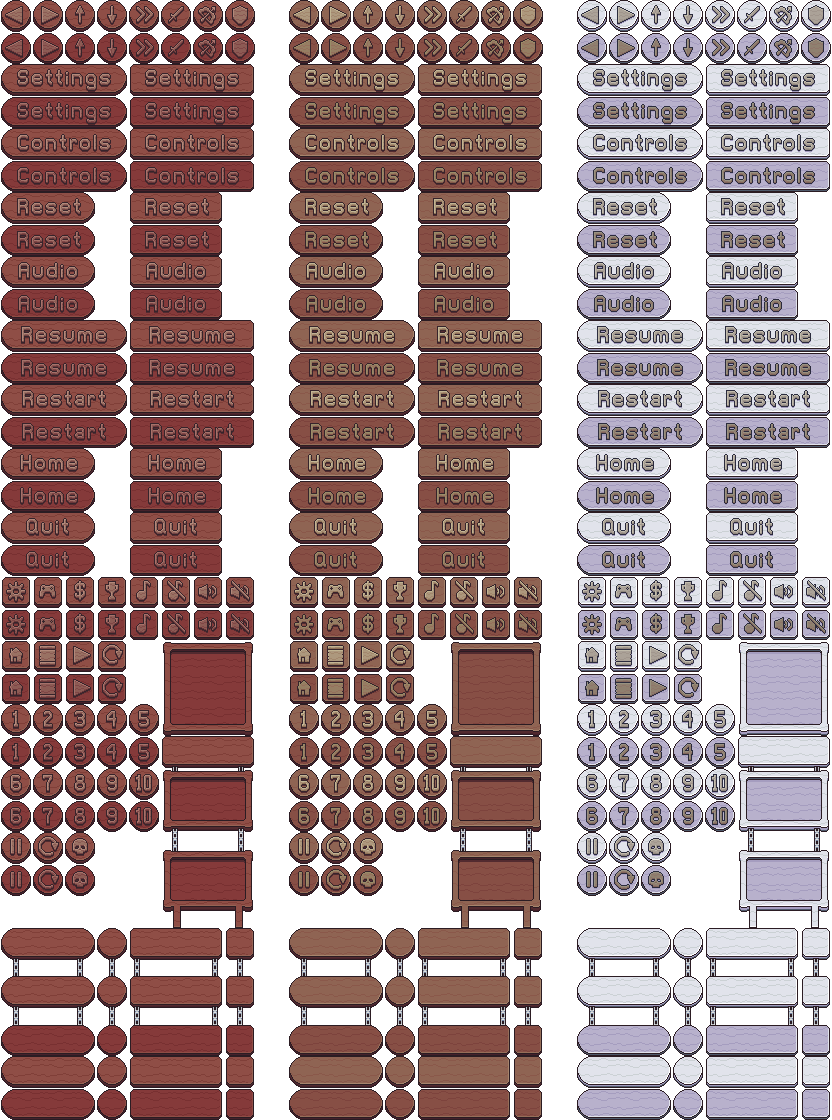 Settings Settings Settings Settings Settings Settings
Settings Settings Settings Settings Settings Settings
Controls Controls Controls Controls Controls Controls
Controls Controls Controls Controls Controls Controls
Reset Reset Reset Reset Reset Reset
Reset Reset Reset Reset Reset Reset
Audio Audio Audio Audio Audio Audio
Audio Audio Audio Audio Audio Audio
Resume Resume Resume Resume Resume Resume
Resume Resume Resume Resume Resume Resume
Restart Restart Restart Restart Restart Restart
Restart Restart Restart Restart Restart Restart
Home Home Home Home Home Home
Home Home Home Home Home Home
Quit Quit Quit Quit Quit Quit
Quit Quit Quit Quit Quit Quit
$ $ $
$ $ $
1 2 3 4 5 1 2 3 4 5 1 2 3 4 5
1 2 3 4 5 1 2 3 4 5 1 2 3 4 5
6 7 8 9 10 6 7 8 9 10 6 7 8 9 10
6 7 8 9 10 6 7 8 9 10 6 7 8 9 10